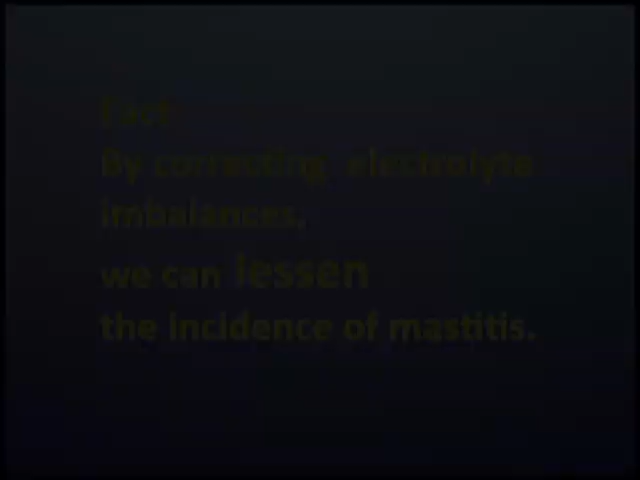 Fact:
By correcting electrolyte
imbalances,
we can lessen
the incidence of mastitis.